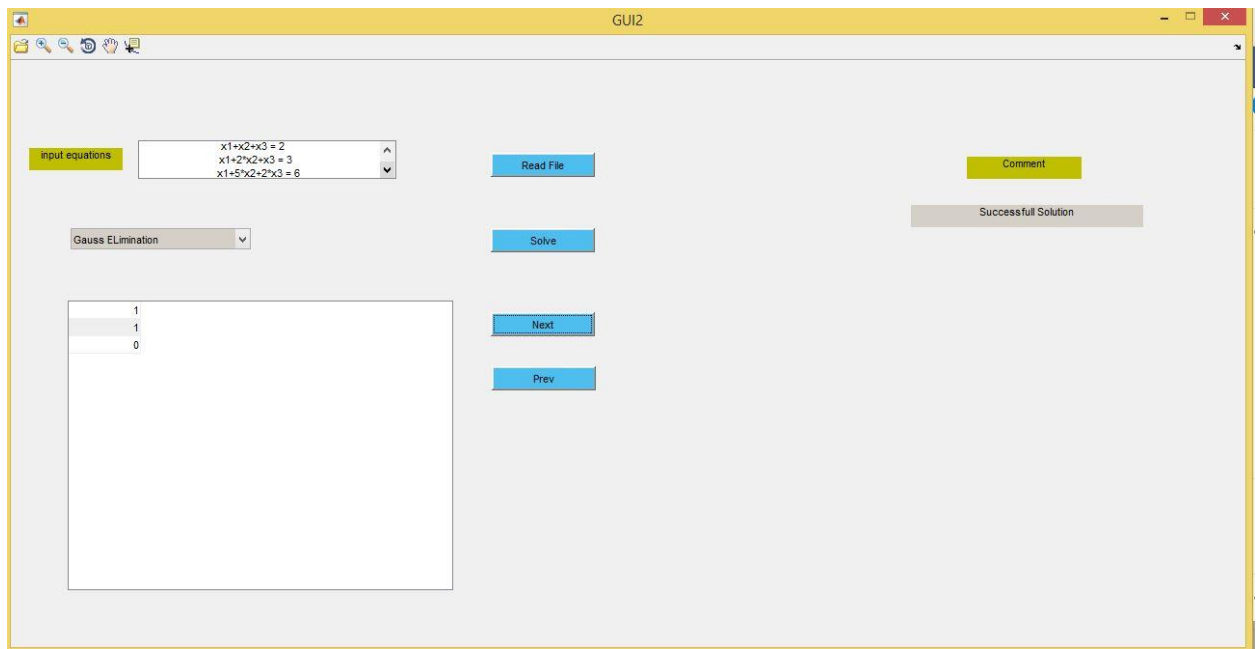 GUI2
input equations
x1+x2+x3 = 2
x1+2*x2+x3 = 3
x1+5*x2+2*x3 = 6
Read File
Comment
Successfull Solution
Gauss ELimination
Solve
1
1
0
Next
Prev